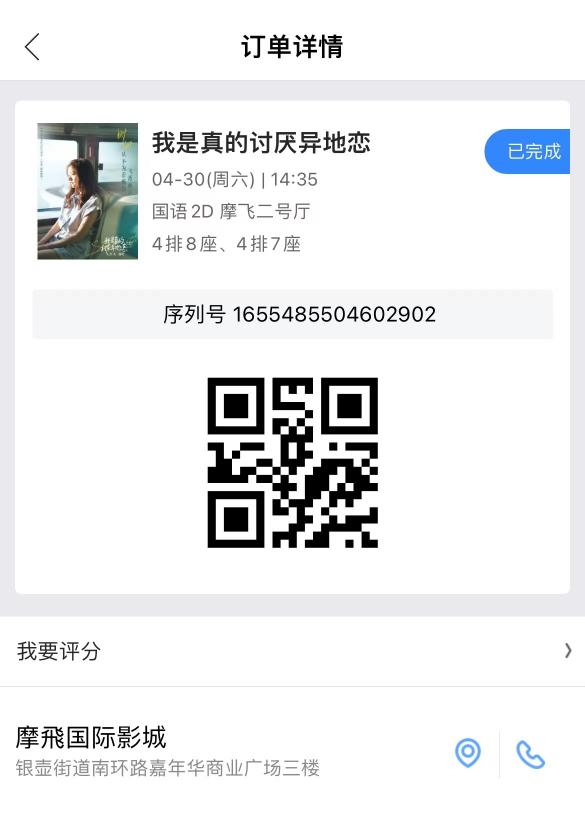 订单详情
我是真的讨厌异地恋
已完成
04-30(周六) | 14:35
国语2D 摩飞二号厅
4排8座、4排7座
序列号 1655485504602902
我要评分
摩飛国际影城
银壶街道南环路嘉年华商业广场三楼